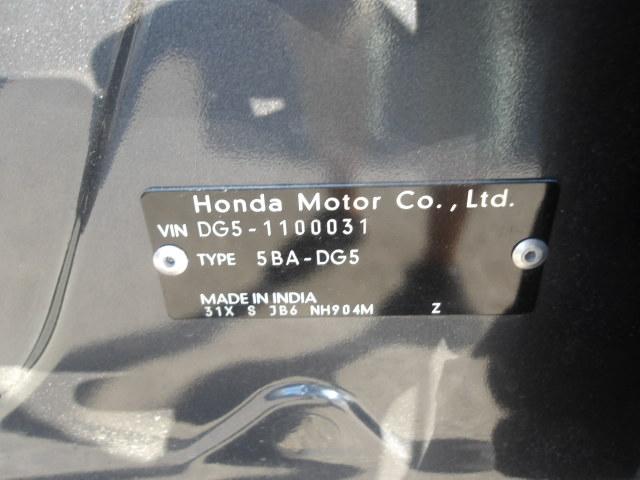 Honda Motor Co., Ltd.
VIN DG5-1100031
TYPE 5BA-DG5
MADE IN INDIA
31X S JB6 NH904M Z